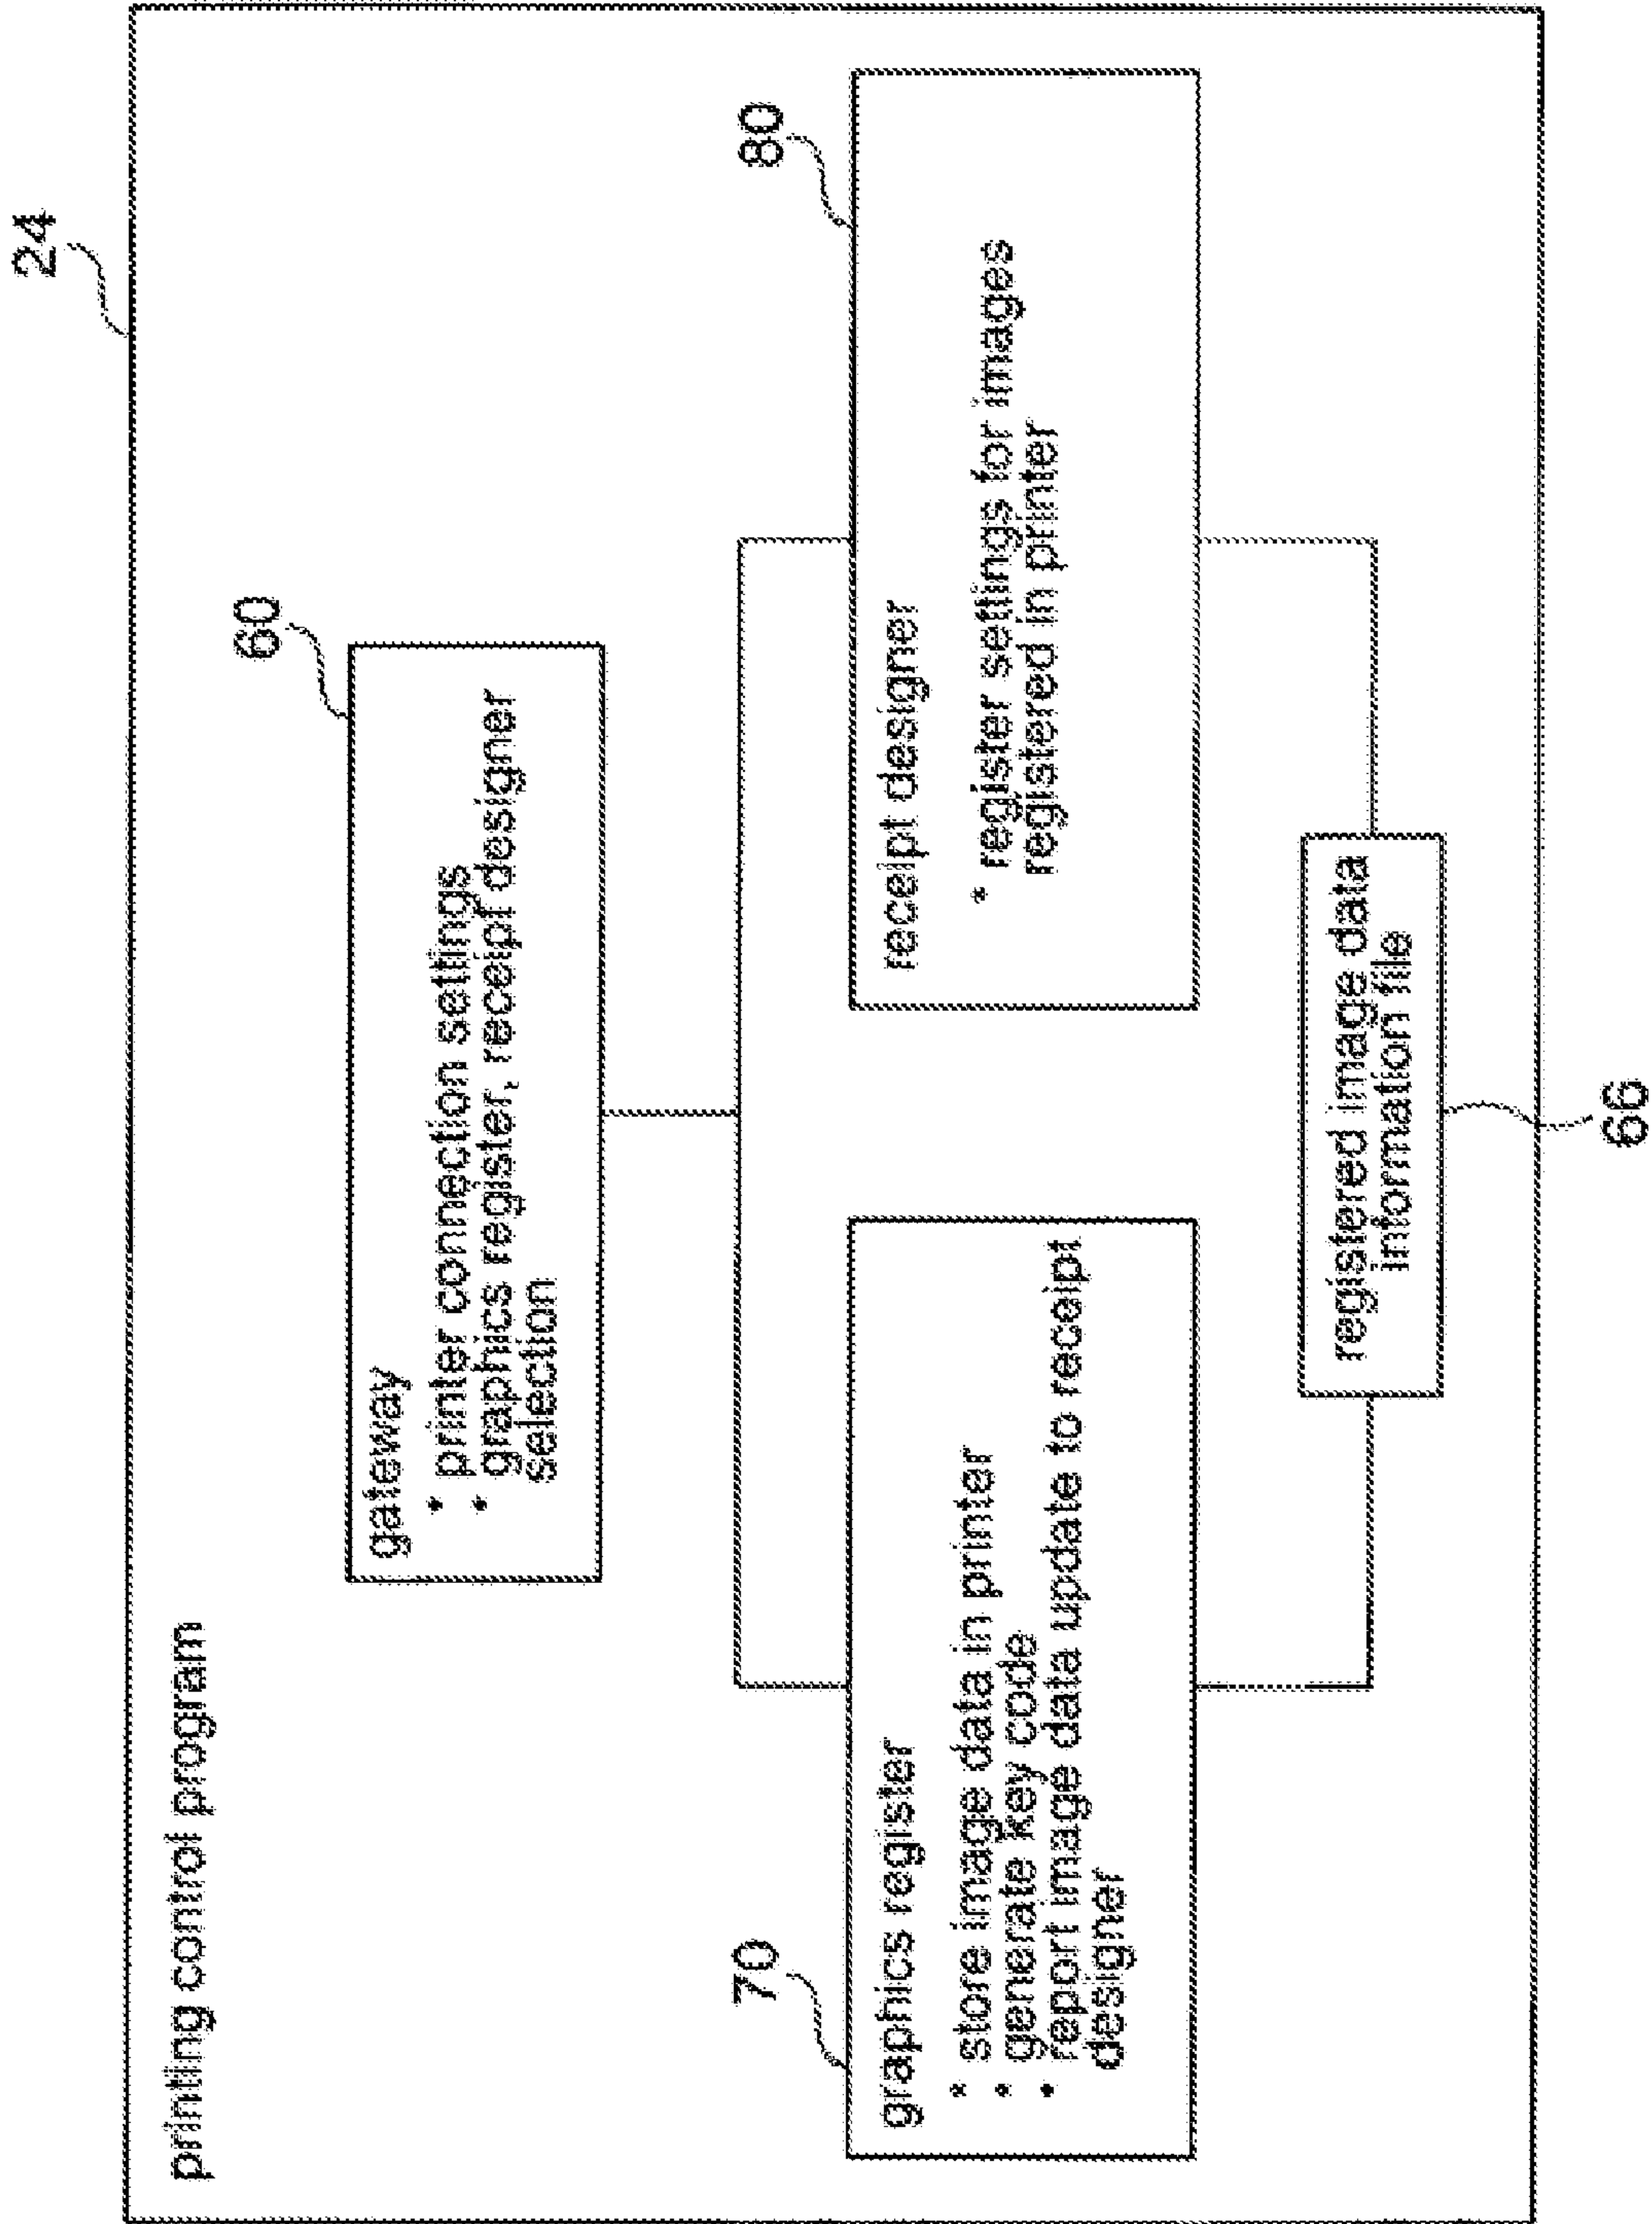 24
printing control program
60
gateway
* printer connection settings
* graphics register, receipt designer
selection
70
graphics register
* store image data in printer
* generate key code
* report image data update to receipt
designer
80
receipt designer
* register settings for images
registered in printer
registered image data
information file
66